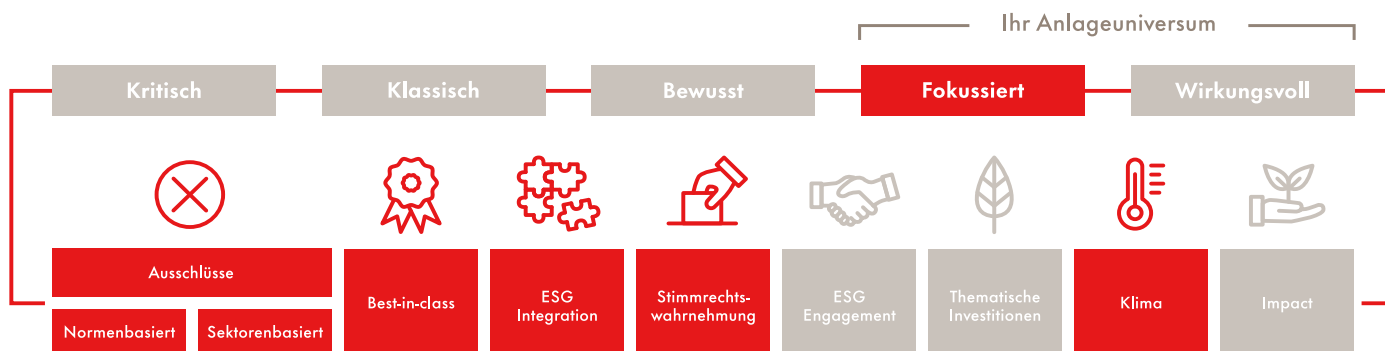 Ihr Anlageuniversum
Kritisch
Klassisch
Bewusst
Fokussiert
Wirkungsvoll
Ausschlüsse
Normenbasiert
Sektorenbasiert
Best-in-class
ESG
Integration
Stimmrechts-
wahrnehmung
ESG
Engagement
Thematische
Investitionen
Klima
Impact